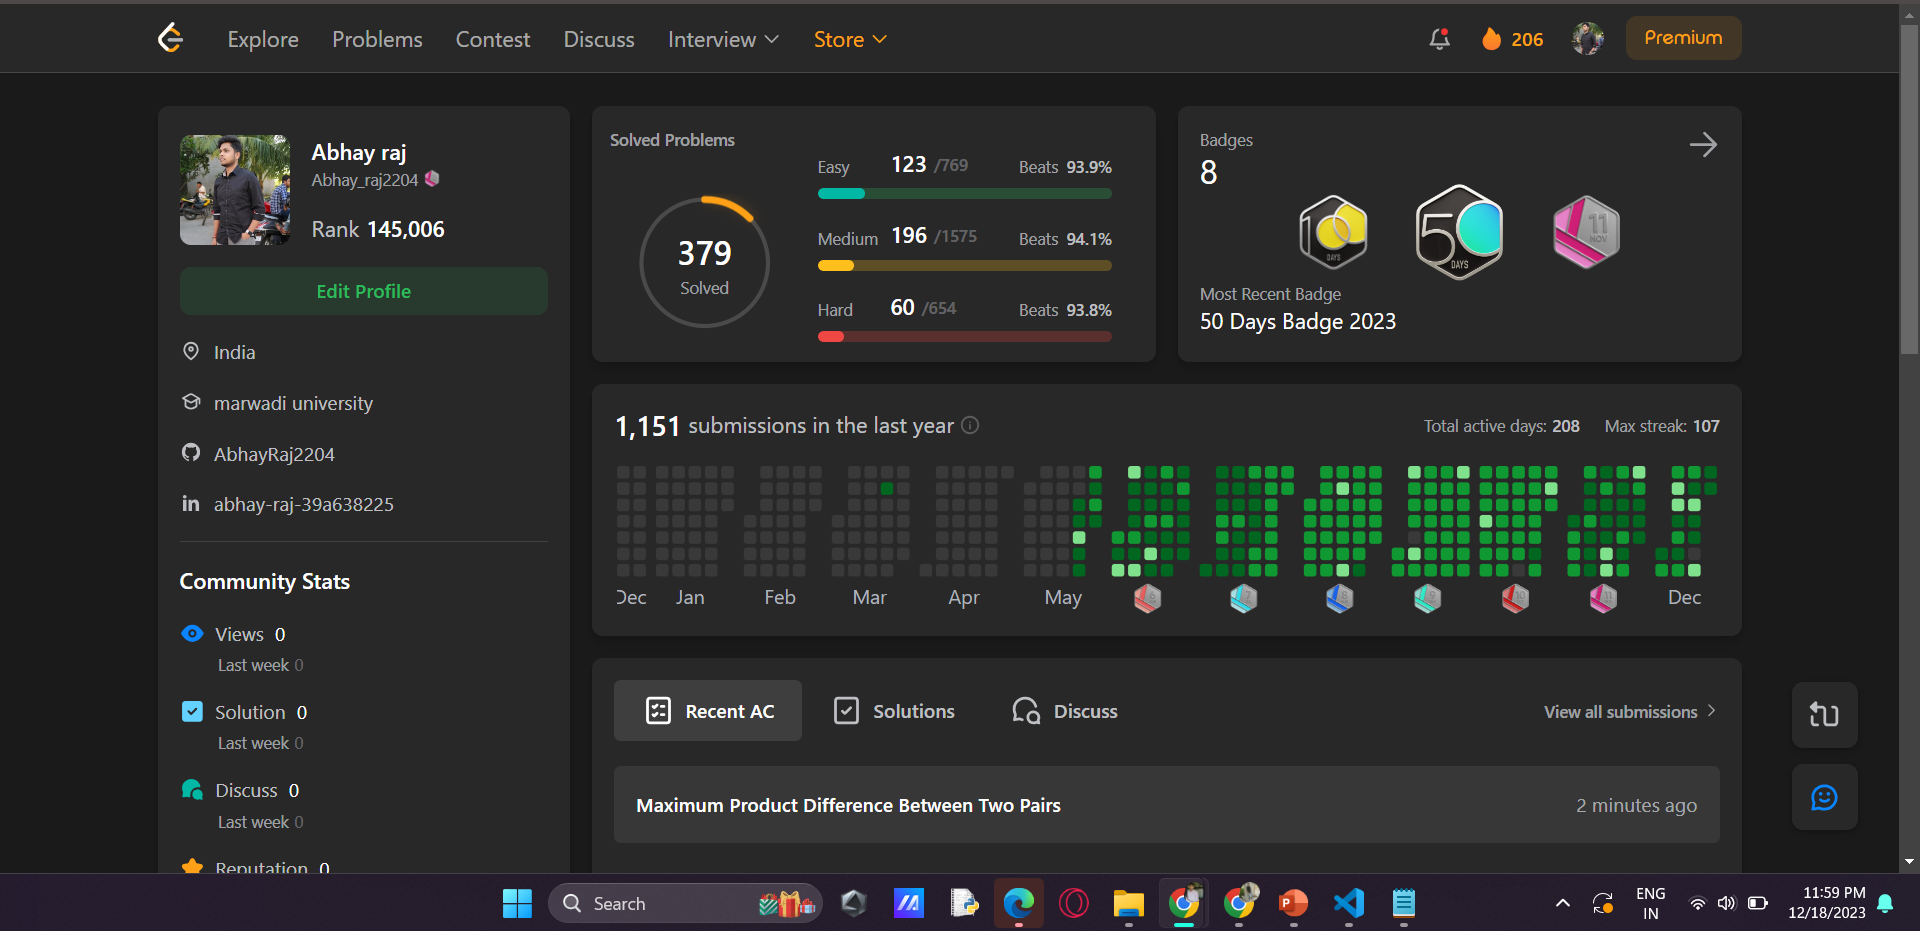 Explore Problems Contest Discuss Interview Store 206 Premium
Abhay raj
Abhay_raj2204
Rank 145,006
Edit Profile
India
marwadi university
AbhayRaj2204
abhay-raj-39a638225
Community Stats
Views 0
Last week 0
Solution 0
Last week 0
Discuss 0
Last week 0
Reputation 0
Solved Problems
379
Solved
Easy 123 /769 Beats 93.9%
Medium 196 /1575 Beats 94.1%
Hard 60 /654 Beats 93.8%
Badges
8
100
DAYS
50
DAYS
11
NOV
Most Recent Badge
50 Days Badge 2023
1,151 submissions in the last year
Total active days: 208 Max streak: 107
Dec Jan Feb Mar Apr May Dec
Recent AC Solutions Discuss View all submissions
Maximum Product Difference Between Two Pairs 2 minutes ago
Search
ENG
IN
11:59 PM
12/18/2023